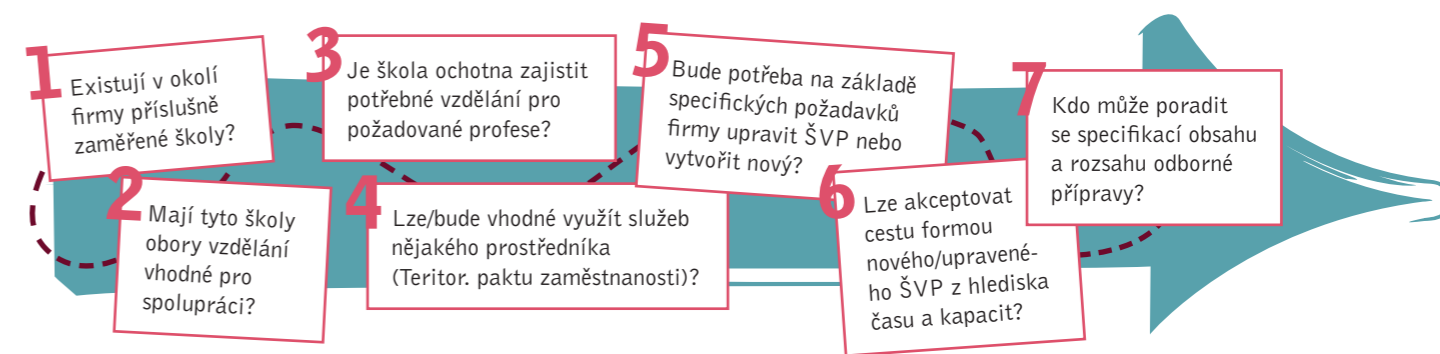 1
Existují v okolí
firmy příslušně
zaměřené školy?
2
Mají tyto školy
obory vzdělání
vhodné pro
spolupráci?
3
Je škola ochotna zajistit
potřebné vzdělání pro
požadované profese?
4
Lze/bude vhodné využít služeb
nějakého prostředníka
(Teritor. paktu zaměstnanosti)?
5
Bude potřeba na základě
specifických požadavků
firmy upravit ŠVP nebo
vytvořit nový?
6
Lze akceptovat
cestu formou
nového/upravené-
ho ŠVP z hlediska
času a kapacit?
7
Kdo může poradit
se specifikací obsahu
a rozsahu odborné
přípravy?